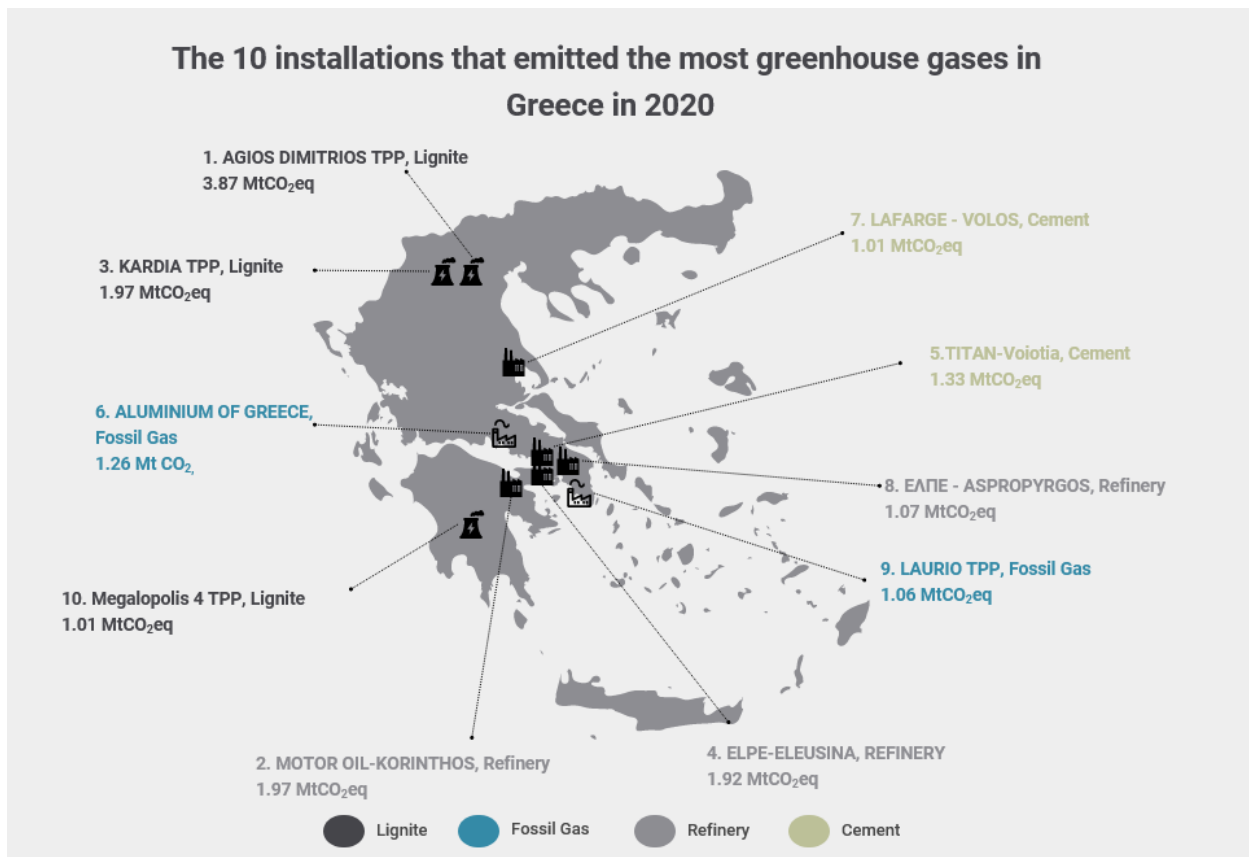 The 10 installations that emitted the most greenhouse gases in
Greece in 2020
1. AGIOS DIMITRIOS TPP, Lignite
3.87 MtCO₂eq
7. LAFARGE - VOLOS, Cement
1.01 MtCO₂eq
3. KARDIA TPP, Lignite
1.97 MtCO₂eq
5.TITAN-Voiotia, Cement
1.33 MtCO₂eq
6. ALUMINIUM OF GREECE,
Fossil Gas
1.26 Mt CO₂,
8. ΕΛΠΕ - ASPROPYRGOS, Refinery
1.07 MtCO₂eq
9. LAURIO TPP, Fossil Gas
1.06 MtCO₂eq
10. Megalopolis 4 TPP, Lignite
1.01 MtCO₂eq
2. MOTOR OIL-KORINTHOS, Refinery
1.97 MtCO₂eq
4. ELPE-ELEUSINA, REFINERY
1.92 MtCO₂eq
Lignite
Fossil Gas
Refinery
Cement